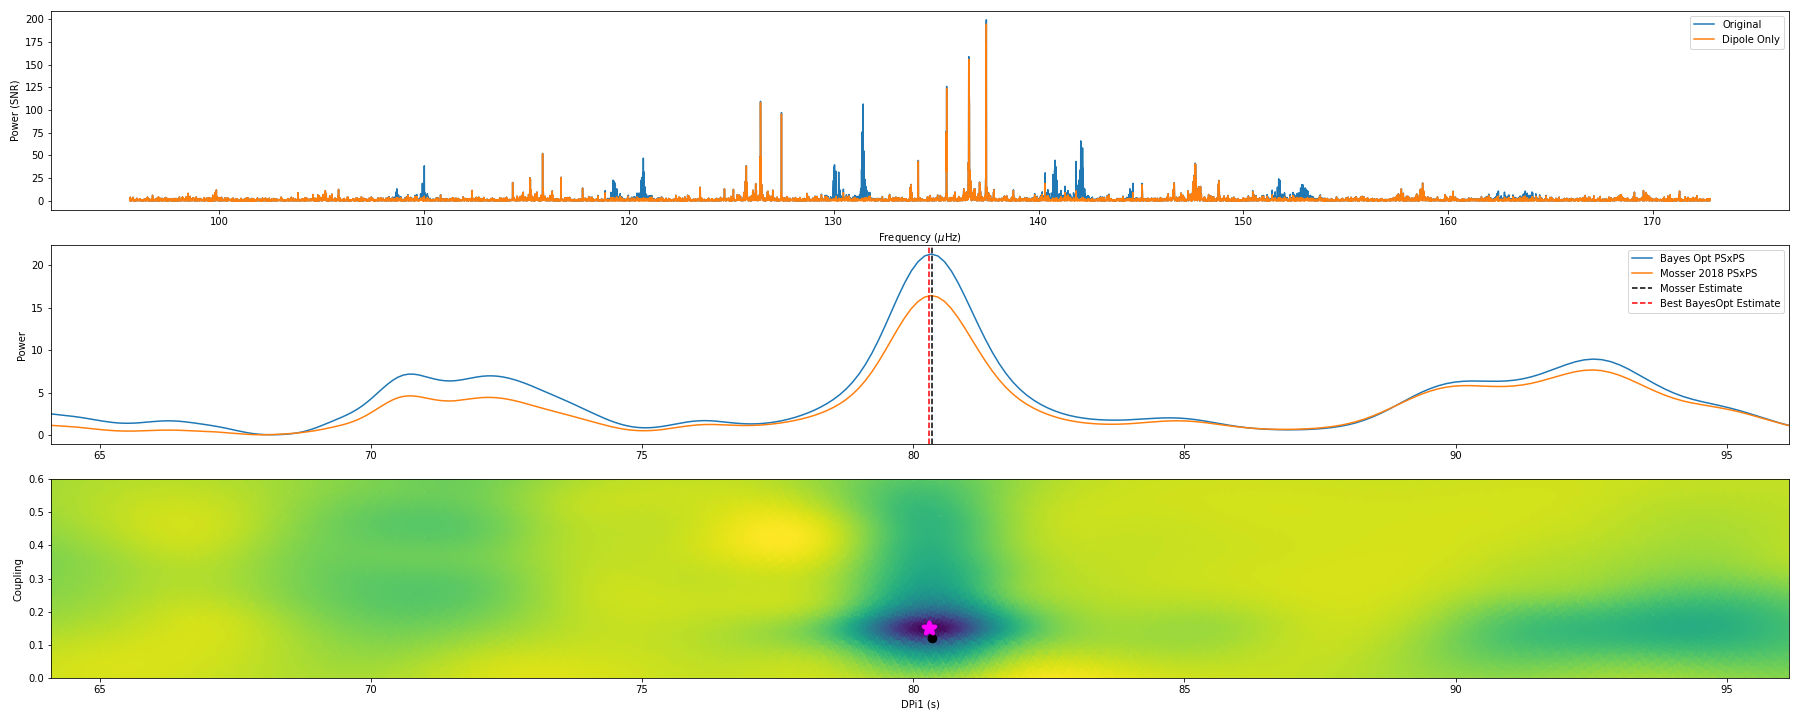 200
175
150
125
100
75
50
25
0
Power (SNR)
Original
Dipole Only
100 110 120 130 140 150 160 170
Frequency (μHz)
20
15
10
5
0
Power
Bayes Opt PSxPS
Mosser 2018 PSxPS
Mosser Estimate
Best BayesOpt Estimate
65 70 75 80 85 90 95
0.6
0.5
0.4
0.3
0.2
0.1
0.0
Coupling
65 70 75 80 85 90 95
DPi1 (s)